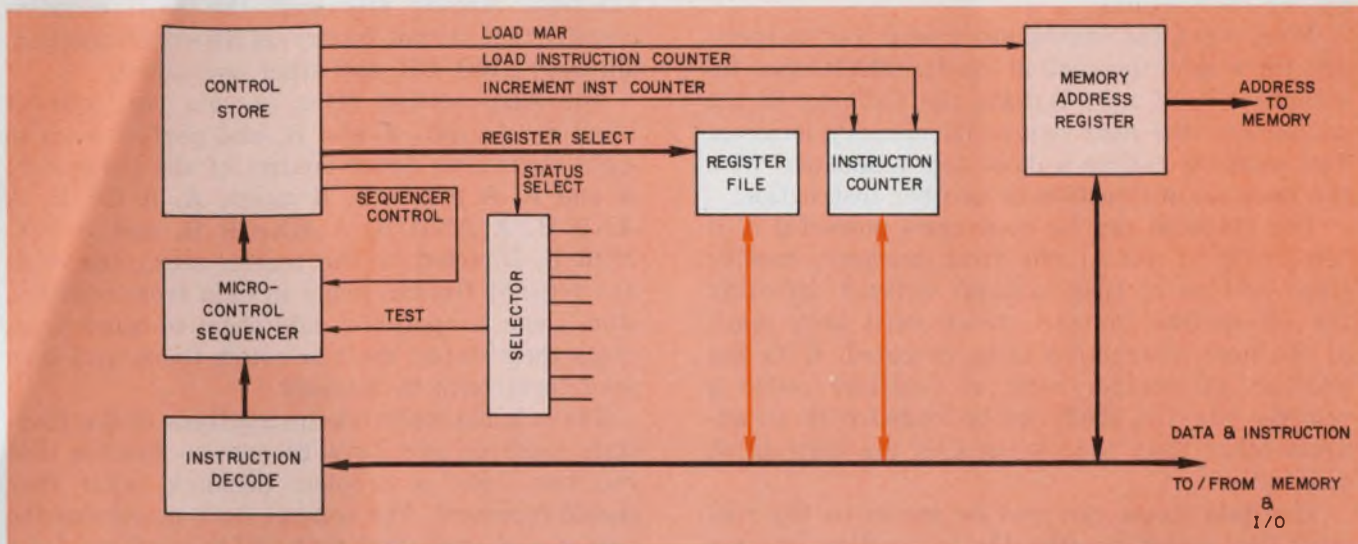 CONTROL
STORE
LOAD MAR
LOAD INSTRUCTION COUNTER
INCREMENT INST COUNTER
REGISTER SELECT
STATUS
SELECT
SEQUENCER
CONTROL
REGISTER
FILE
INSTRUCTION
COUNTER
MEMORY
ADDRESS
REGISTER
ADDRESS
TO
MEMORY
MICRO-
CONTROL
SEQUENCER
TEST
SELECTOR
INSTRUCTION
DECODE
DATA & INSTRUCTION
TO/FROM MEMORY
&
I/O